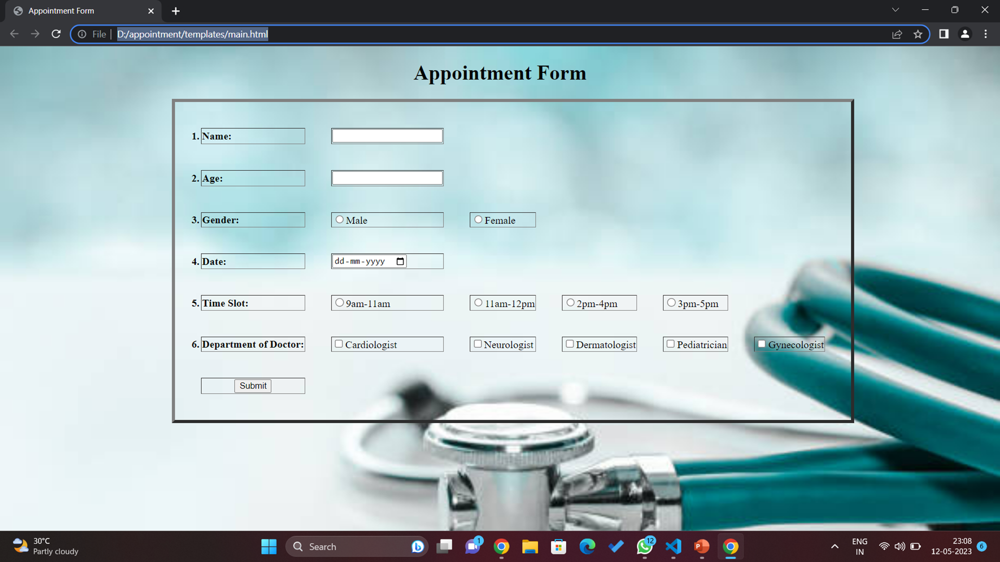 Appointment Form
File | D:/appointment/templates/main.html
Appointment Form
1. Name:
2. Age:
3. Gender: Male Female
4. Date: dd-mm-yyyy
5. Time Slot: 9am-11am 11am-12pm 2pm-4pm 3pm-5pm
6. Department of Doctor: Cardiologist Neurologist Dermatologist Pediatrician Gynecologist
Submit
30°C
Partly cloudy
Search
1
12
P
ENG
IN
23:08
12-05-2023
6